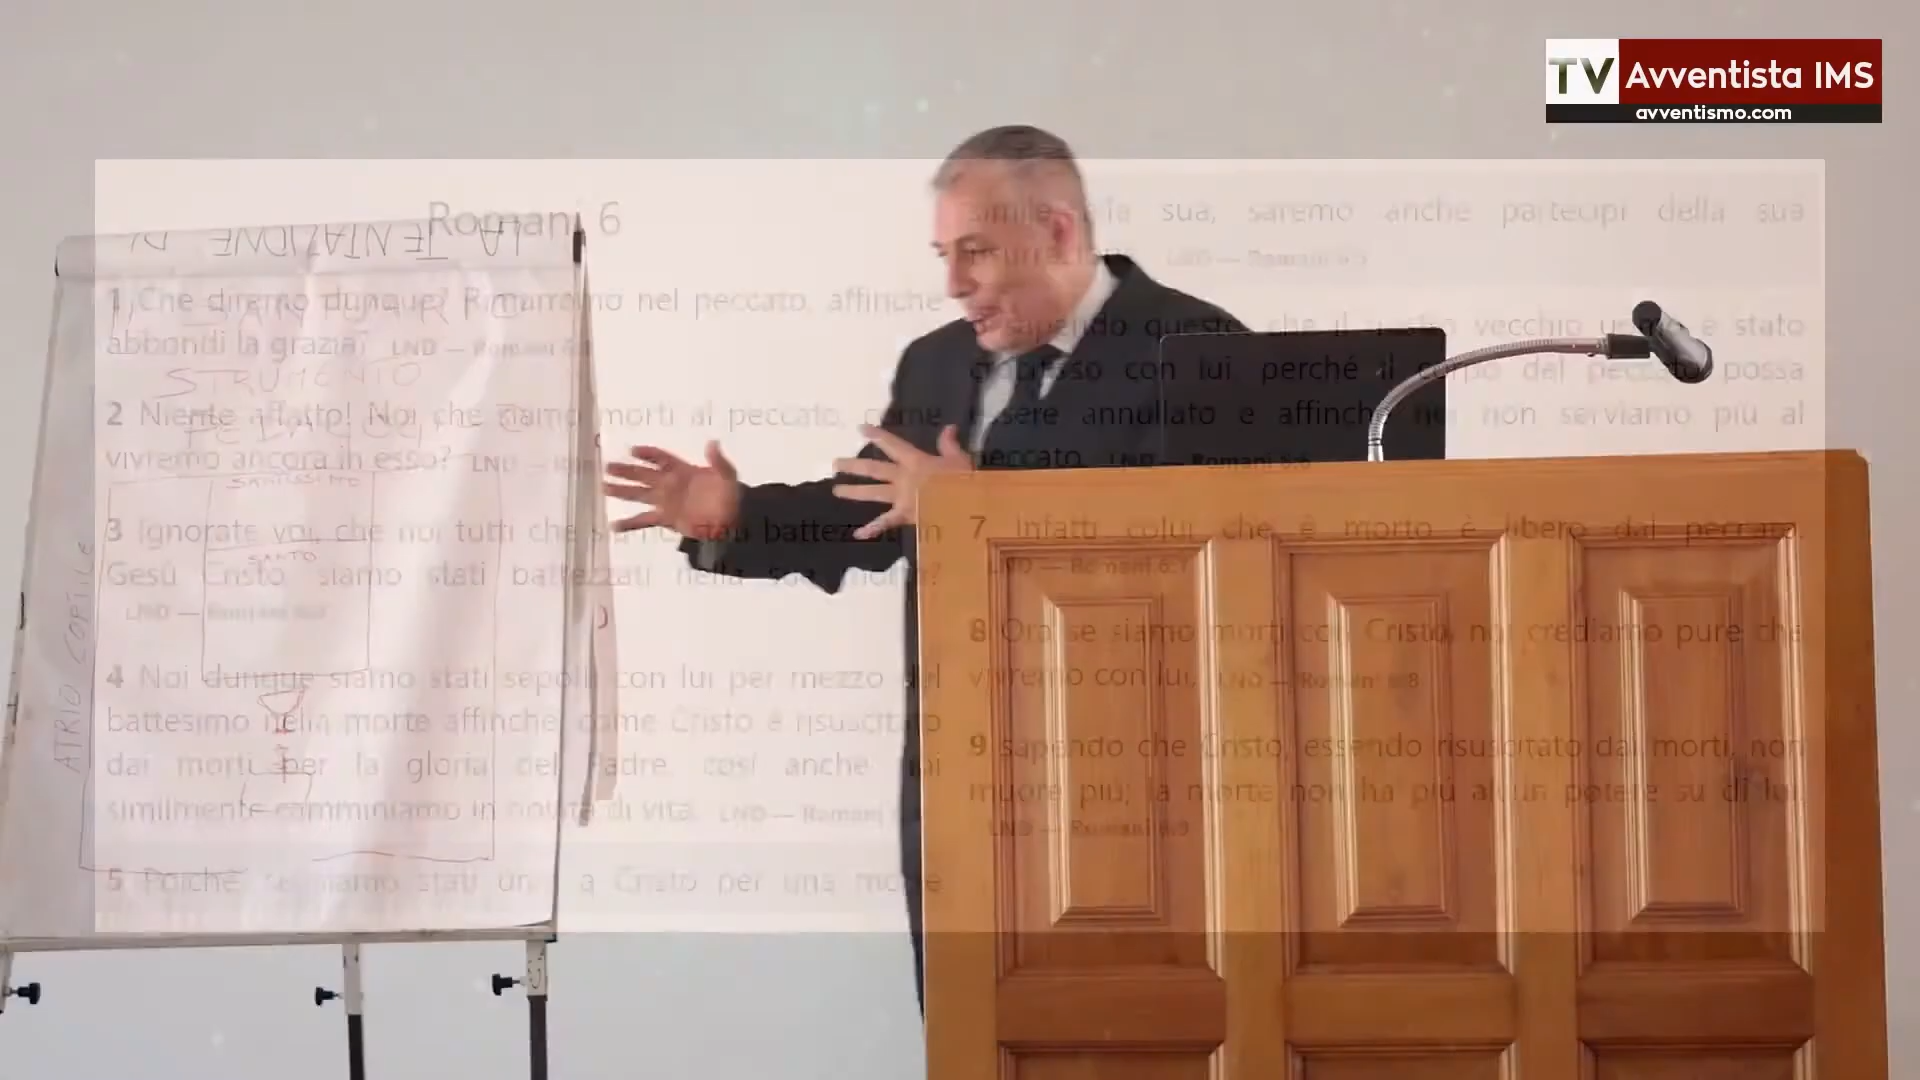 TV Avventista IMS
avventismo.com
Romani 6
1 Che diremo dunque? Rimarremo nel peccato, affinché
abbondi la grazia? LND — Romani 6:1
2 Niente affatto! Noi che siamo morti al peccato, come
vivremo ancora in esso? LND — Romani
3 Ignorate voi, che noi tutti che siamo stati battezzati in
Gesù Cristo siamo stati battezzati nella sua morte?
LND — Romani 6:3
4 Noi dunque siamo stati sepolti con lui per mezzo del
battesimo nella morte affinché, come Cristo è risuscitato
dai morti per la gloria del Padre, così anche noi
similmente camminiamo in novità di vita. LND — Romani
5 Poiché, se siamo stati uniti a Cristo per una morte
simile alla sua, saremo anche partecipi della sua
LND — Romani 6:5
sapendo questo, che il nostro vecchio uomo è stato
crocifisso con lui, perché il corpo del peccato possa
essere annullato e affinché noi non serviamo più al
peccato. LND — Romani 6:6
7 Infatti colui che è morto è libero dal peccato.
LND — Romani 6:7
8 Ora se siamo morti con Cristo, noi crediamo pure che
vivremo con lui, LND — Romani 6:8
9 sapendo che Cristo, essendo risuscitato dai morti, non
muore più; la morte non ha più alcun potere su di lui.
LND — Romani 6:9
LA TENTAZIONE DI
SANTUARIO
STRUMENTO
SANTISSIMO
SANTO
ATRIO CORTILE